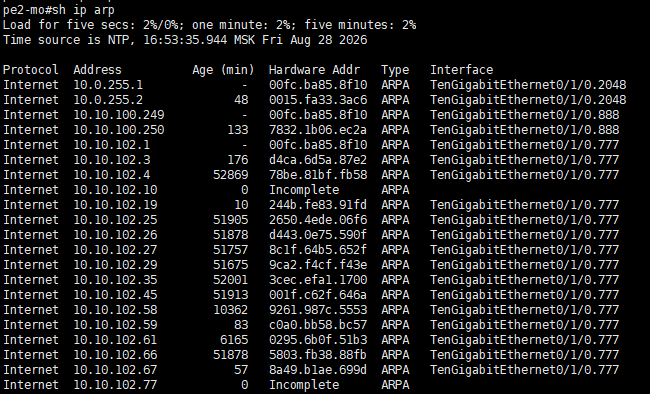 pe2-mo#sh ip arp
Load for five secs: 2%/0%; one minute: 2%; five minutes: 2%
Time source is NTP, 16:53:35.944 MSK Fri Aug 28 2026

Protocol  Address          Age (min)  Hardware Addr   Type   Interface
Internet  10.0.255.1              -   00fc.ba85.8f10  ARPA   TenGigabitEthernet0/1/0.2048
Internet  10.0.255.2             48   0015.fa33.3ac6  ARPA   TenGigabitEthernet0/1/0.2048
Internet  10.10.100.249           -   00fc.ba85.8f10  ARPA   TenGigabitEthernet0/1/0.888
Internet  10.10.100.250         133   7832.1b06.ec2a  ARPA   TenGigabitEthernet0/1/0.888
Internet  10.10.102.1             -   00fc.ba85.8f10  ARPA   TenGigabitEthernet0/1/0.777
Internet  10.10.102.3           176   d4ca.6d5a.87e2  ARPA   TenGigabitEthernet0/1/0.777
Internet  10.10.102.4         52869   78be.81bf.fb58  ARPA   TenGigabitEthernet0/1/0.777
Internet  10.10.102.10            0   Incomplete      ARPA
Internet  10.10.102.19           10   244b.fe83.91fd  ARPA   TenGigabitEthernet0/1/0.777
Internet  10.10.102.25        51905   2650.4ede.06f6  ARPA   TenGigabitEthernet0/1/0.777
Internet  10.10.102.26        51878   d443.0e75.590f  ARPA   TenGigabitEthernet0/1/0.777
Internet  10.10.102.27        51757   8c1f.64b5.652f  ARPA   TenGigabitEthernet0/1/0.777
Internet  10.10.102.29        51675   9ca2.f4cf.f43e  ARPA   TenGigabitEthernet0/1/0.777
Internet  10.10.102.35        52001   3cec.efa1.1700  ARPA   TenGigabitEthernet0/1/0.777
Internet  10.10.102.45        51913   001f.c62f.646a  ARPA   TenGigabitEthernet0/1/0.777
Internet  10.10.102.58        10362   9261.987c.5553  ARPA   TenGigabitEthernet0/1/0.777
Internet  10.10.102.59           83   c0a0.bb58.bc57  ARPA   TenGigabitEthernet0/1/0.777
Internet  10.10.102.61         6165   0295.6b0f.51b3  ARPA   TenGigabitEthernet0/1/0.777
Internet  10.10.102.66        51878   5803.fb38.88fb  ARPA   TenGigabitEthernet0/1/0.777
Internet  10.10.102.67           57   8a49.b1ae.699d  ARPA   TenGigabitEthernet0/1/0.777
Internet  10.10.102.77            0   Incomplete      ARPA